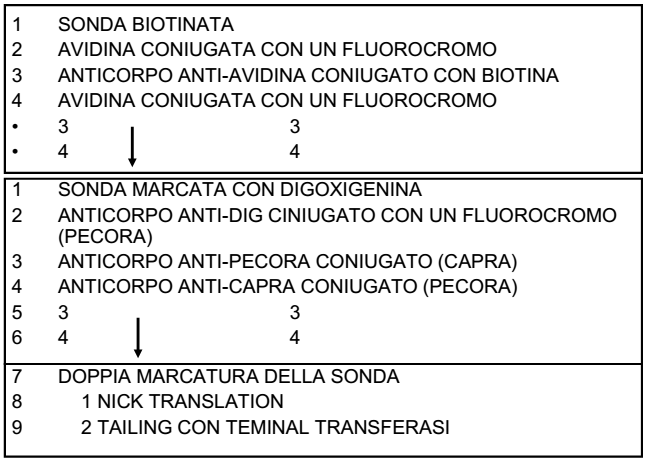 1 SONDA BIOTINATA
2 AVIDINA CONIUGATA CON UN FLUOROCROMO
3 ANTICORPO ANTI-AVIDINA CONIUGATO CON BIOTINA
4 AVIDINA CONIUGATA CON UN FLUOROCROMO
• 3 3
• 4 4
1 SONDA MARCATA CON DIGOXIGENINA
2 ANTICORPO ANTI-DIG CINIUGATO CON UN FLUOROCROMO
(PECORA)
3 ANTICORPO ANTI-PECORA CONIUGATO (CAPRA)
4 ANTICORPO ANTI-CAPRA CONIUGATO (PECORA)
5 3 3
6 4 4
7 DOPPIA MARCATURA DELLA SONDA
8 1 NICK TRANSLATION
9 2 TAILING CON TEMINAL TRANSFERASI